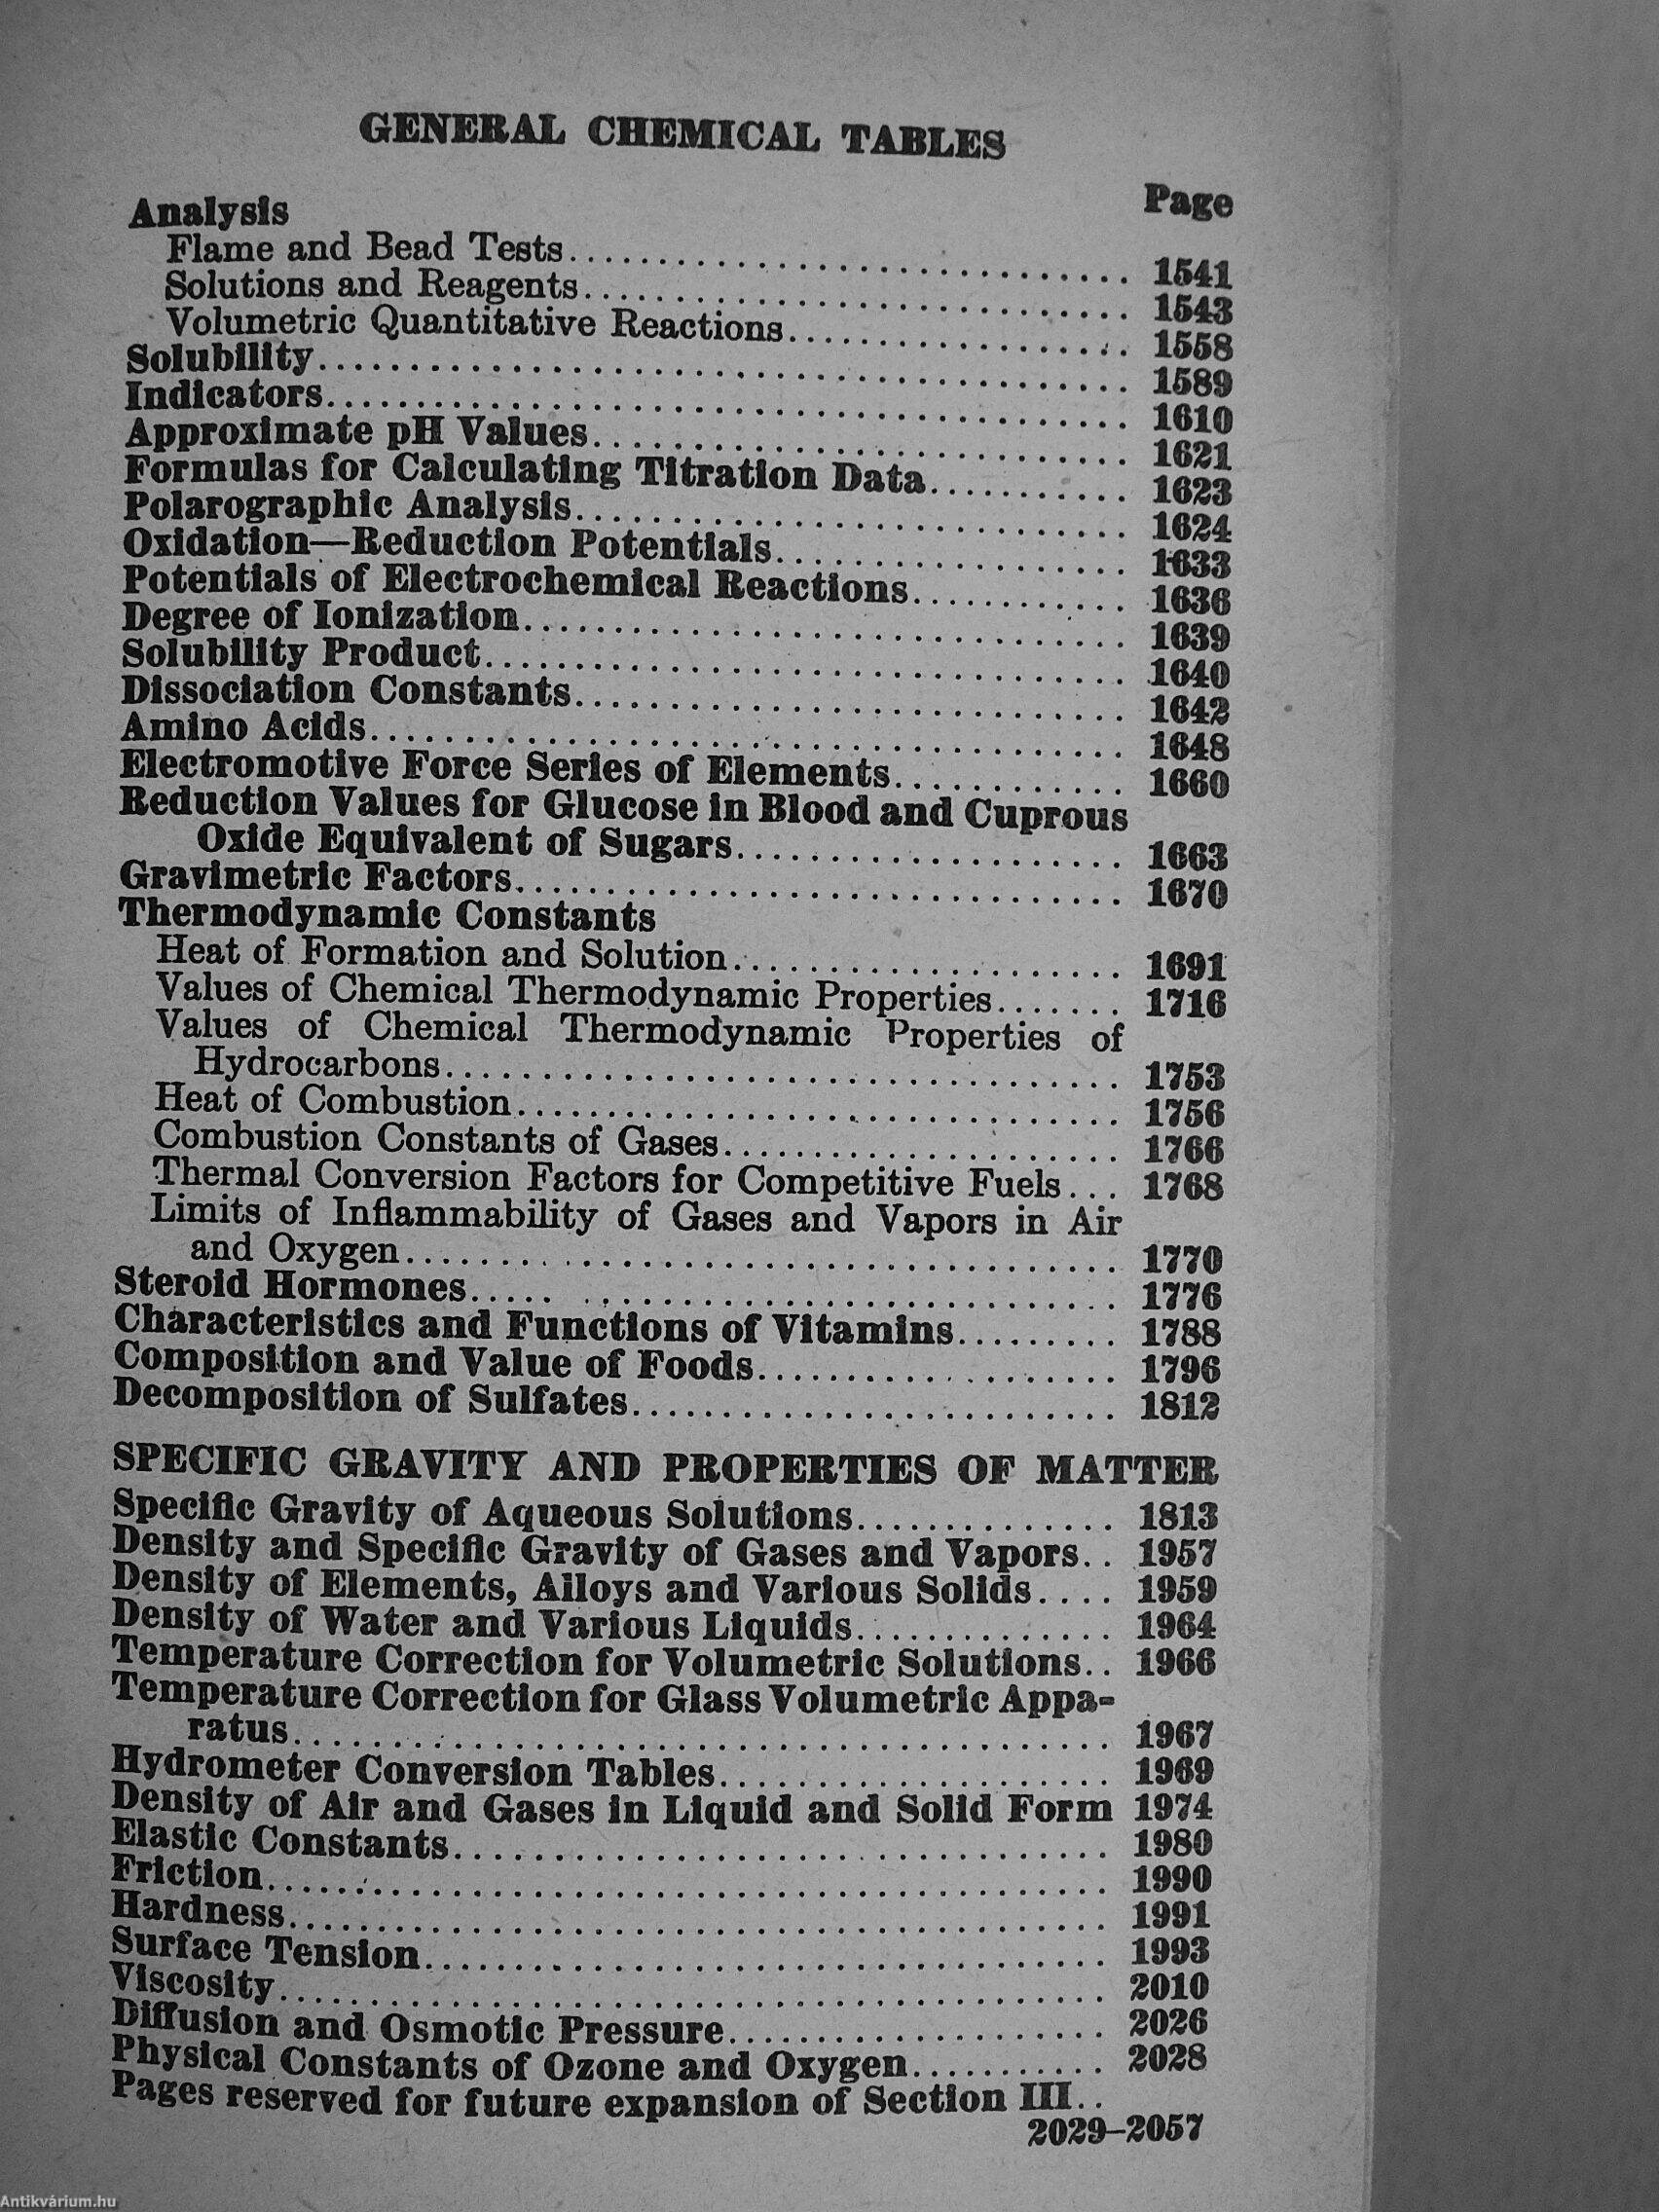 GENERAL CHEMICAL TABLES
Page
Analysis
Flame and Bead Tests.............................. 1541
Solutions and Reagents.............................. 1543
Volumetric Quantitative Reactions.................. 1558
Solubility.......................................... 1589
Indicators.......................................... 1610
Approximate pH Values............................ 1621
Formulas for Calculating Titration Data........... 1623
Polarographic Analysis............................. 1624
Oxidation—Reduction Potentials................... 1633
Potentials of Electrochemical Reactions............ 1636
Degree of Ionization................................ 1639
Solubility Product.................................. 1640
Dissociation Constants............................. 1642
Amino Acids........................................ 1648
Electromotive Force Series of Elements............. 1660
Reduction Values for Glucose in Blood and Cuprous
Oxide Equivalent of Sugars..................... 1663
Gravimetric Factors................................ 1670
Thermodynamic Constants
Heat of Formation and Solution..................... 1691
Values of Chemical Thermodynamic Properties....... 1716
Values of Chemical Thermodynamic Properties of
Hydrocarbons.................................... 1753
Heat of Combustion................................ 1756
Combustion Constants of Gases...................... 1766
Thermal Conversion Factors for Competitive Fuels... 1768
Limits of Inflammability of Gases and Vapors in Air
and Oxygen...................................... 1770
Steroid Hormones.................................. 1776
Characteristics and Functions of Vitamins......... 1788
Composition and Value of Foods.................... 1796
Decomposition of Sulfates.......................... 1812
SPECIFIC GRAVITY AND PROPERTIES OF MATTER
Specific Gravity of Aqueous Solutions.............. 1813
Density and Specific Gravity of Gases and Vapors.. 1957
Density of Elements, Alloys and Various Solids.... 1959
Density of Water and Various Liquids.............. 1964
Temperature Correction for Volumetric Solutions.. 1966
Temperature Correction for Glass Volumetric Appa-
ratus............................................. 1967
Hydrometer Conversion Tables..................... 1969
Density of Air and Gases in Liquid and Solid Form 1974
Elastic Constants................................... 1980
Friction............................................. 1990
Hardness............................................ 1991
Surface Tension.................................... 1993
Viscosity............................................ 2010
Diffusion and Osmotic Pressure.................... 2026
Physical Constants of Ozone and Oxygen........... 2028
Pages reserved for future expansion of Section III..
2029–2057
Antikvárium.hu